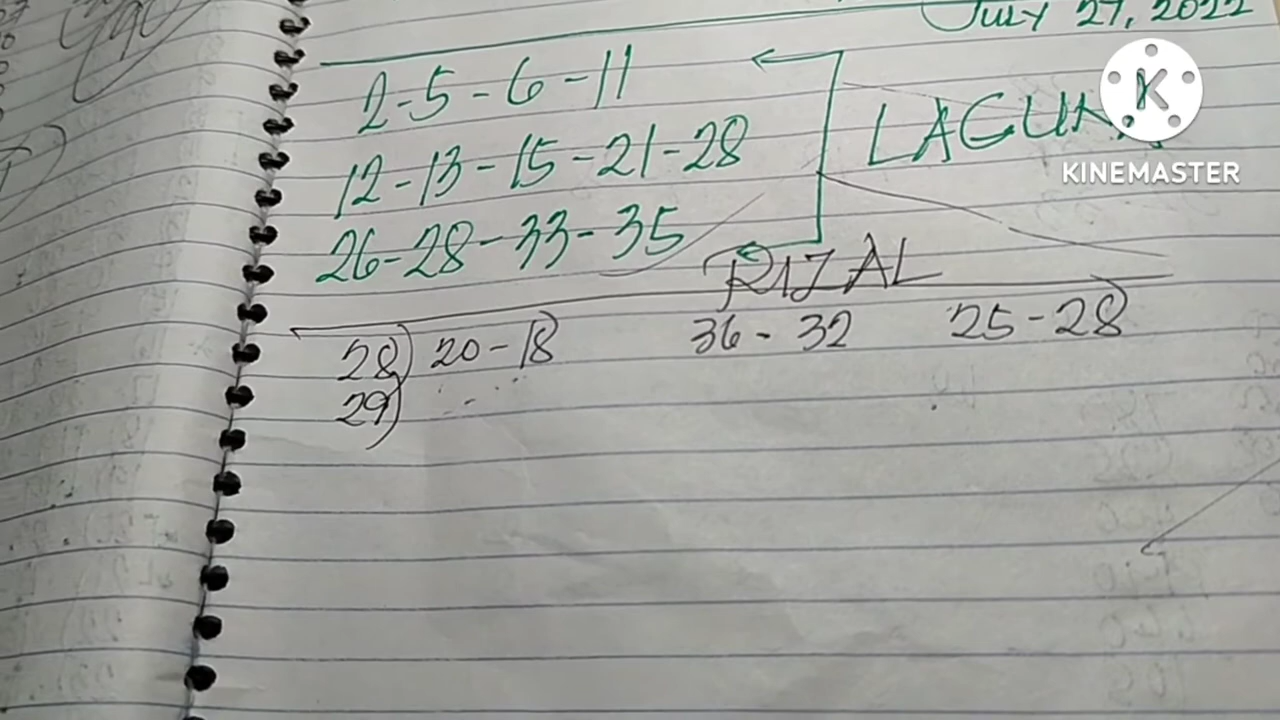 JULY 27, 2022
2-5-6-11
12-13-15-21-28
26-28-33-35
LAGUNA
K
KINEMASTER
RIZAL
28) 20-18 36-32 25-28
29)